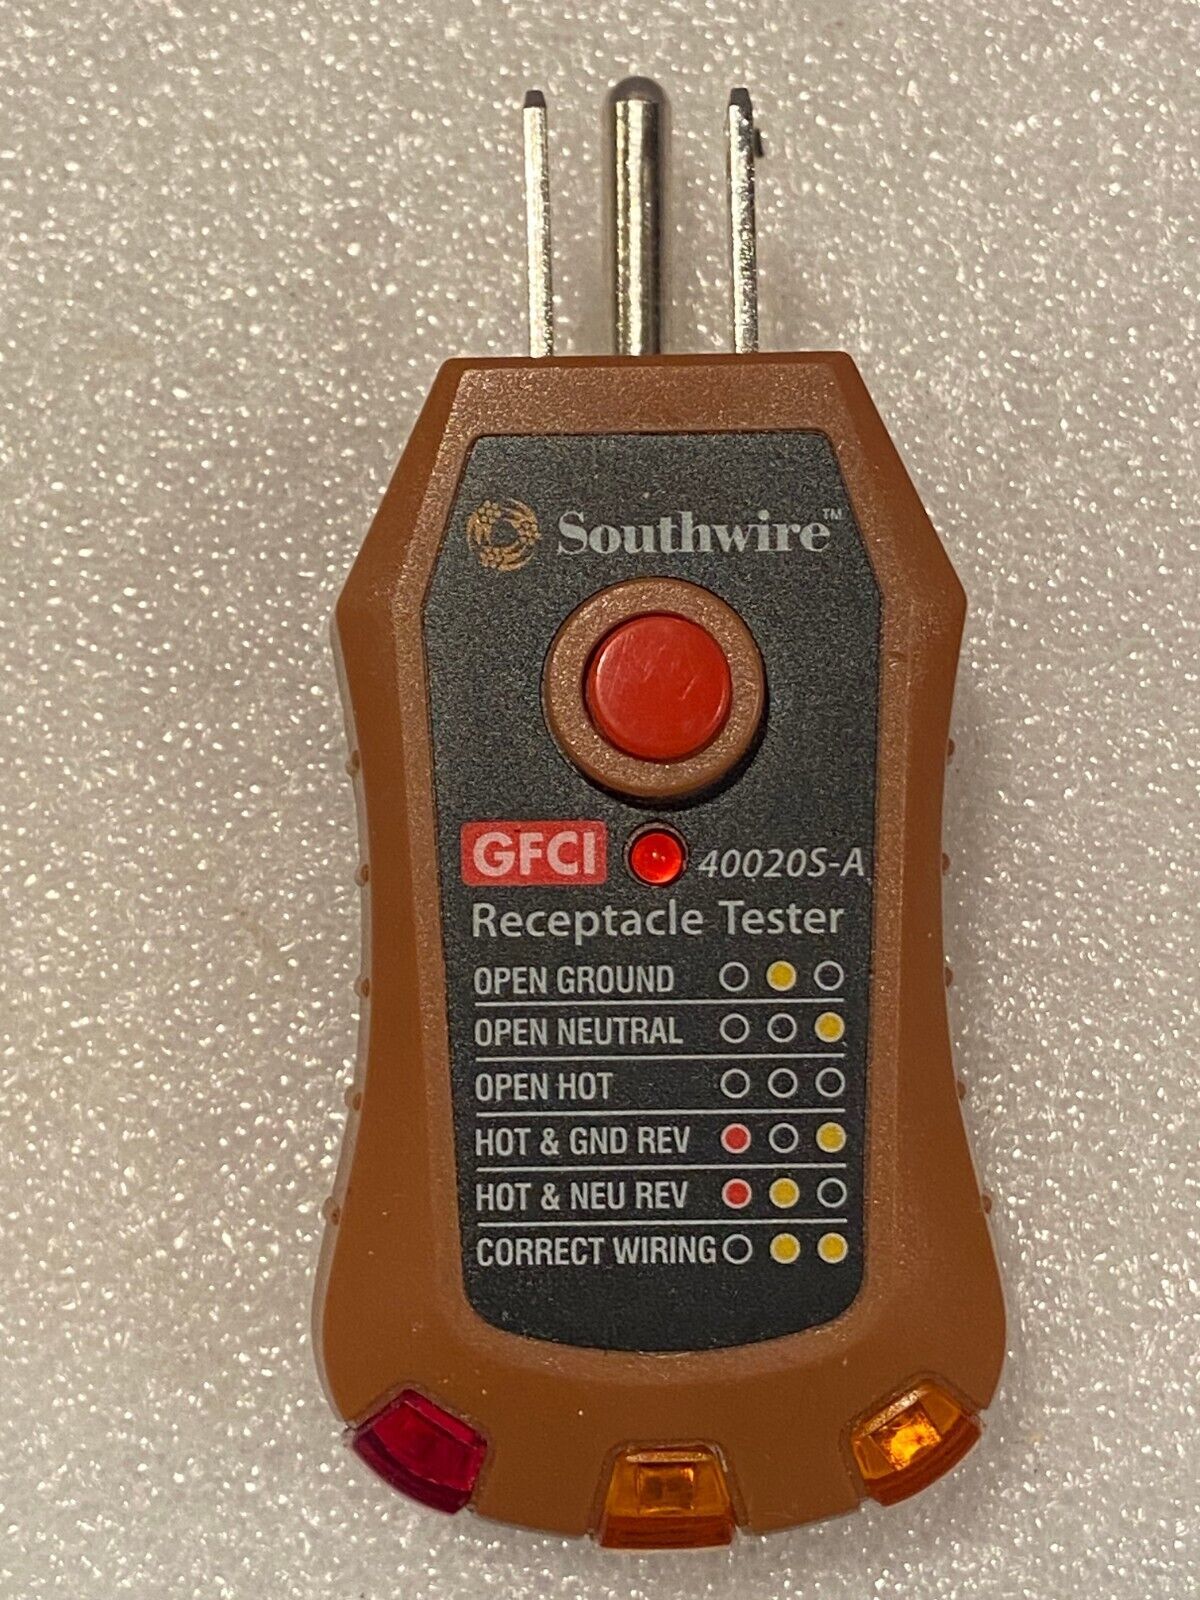 Southwire™
GFCI 40020S-A
Receptacle Tester
OPEN GROUND
OPEN NEUTRAL
OPEN HOT
HOT & GND REV
HOT & NEU REV
CORRECT WIRING